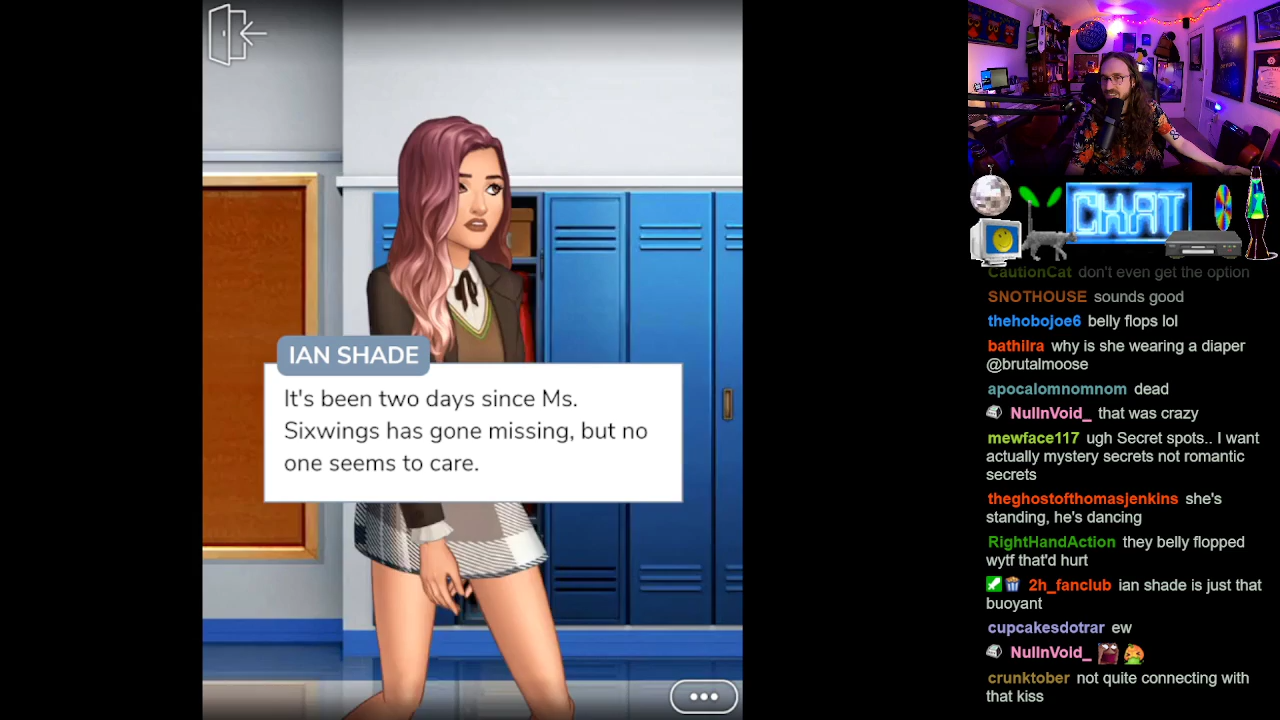 IAN SHADE
It's been two days since Ms.
Sixwings has gone missing, but no
one seems to care.
CHAT
CautionCat don't even get the option
SNOTHOUSE sounds good
thehobojoe6 belly flops lol
bathilra why is she wearing a diaper
@brutalmoose
apocalomnomnom dead
NullnVoid_ that was crazy
mewface117 ugh Secret spots.. I want
actually mystery secrets not romantic
secrets
theghostofthomasjenkins she's
standing, he's dancing
RightHandAction they belly flopped
wytf that'd hurt
2h_fanclub ian shade is just that
buoyant
cupcakesdotrar ew
NullnVoid_
crunktober not quite connecting with
that kiss